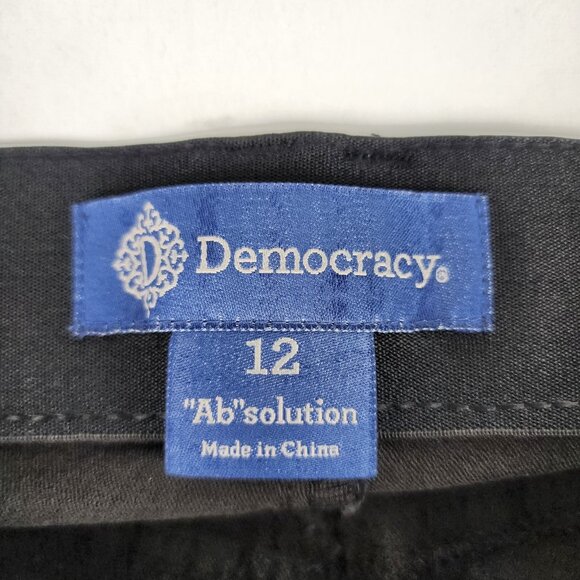 D Democracy®
12
"Ab"solution
Made in China